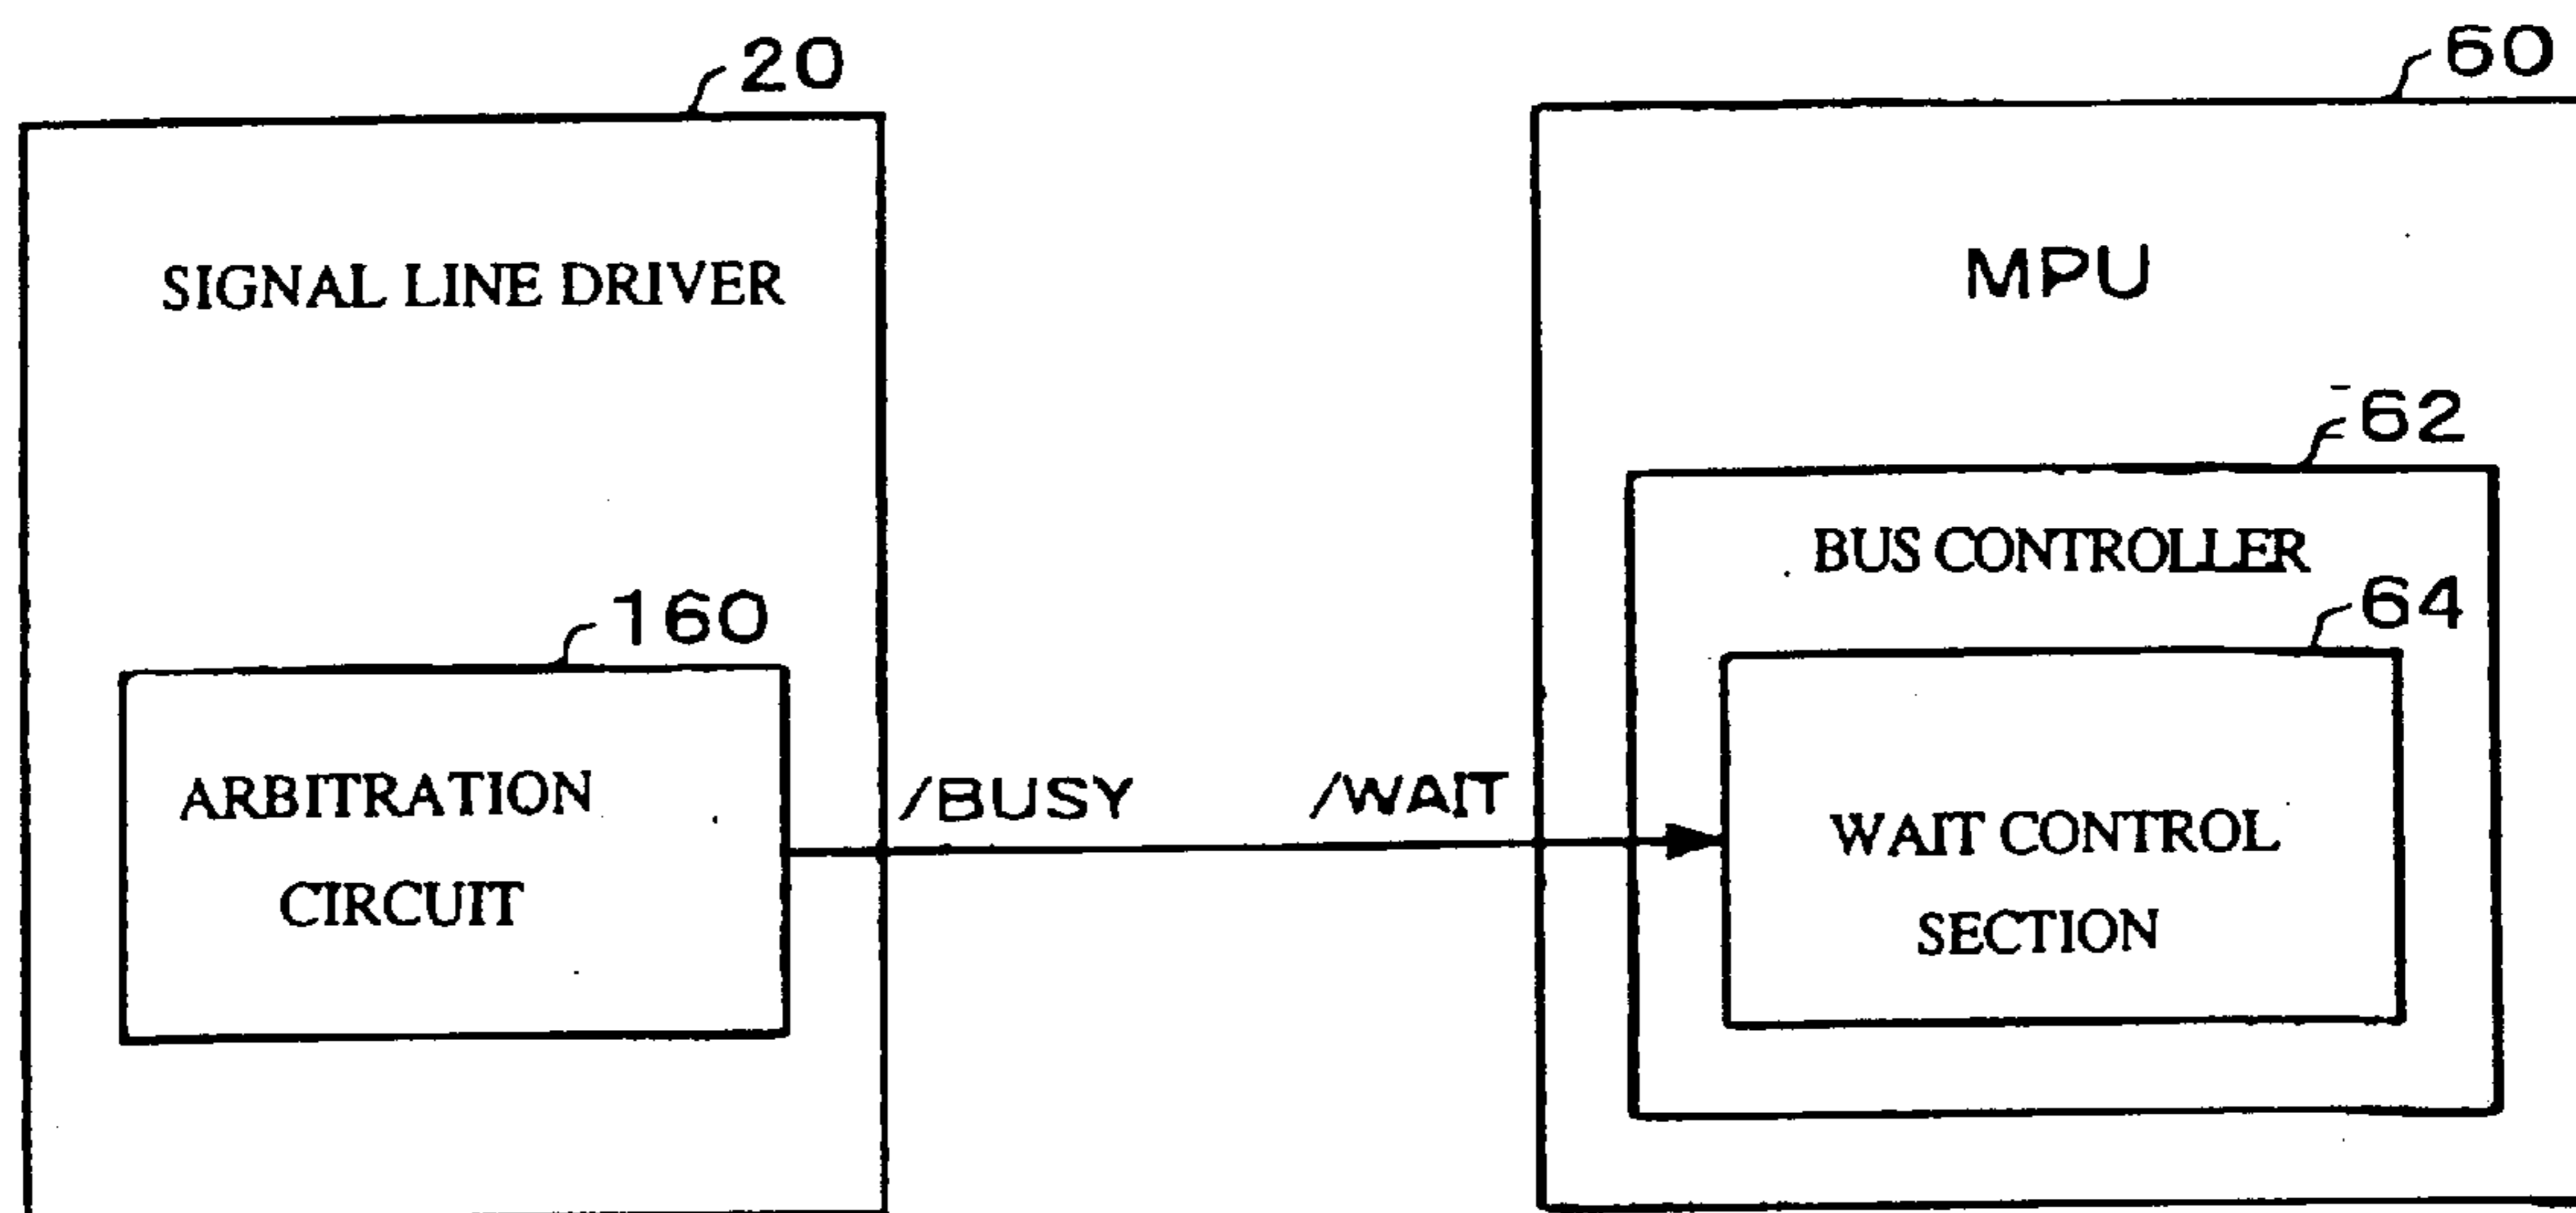 20
60
SIGNAL LINE DRIVER
MPU
62
BUS CONTROLLER
160
64
ARBITRATION
CIRCUIT
/BUSY
/WAIT
WAIT CONTROL
SECTION